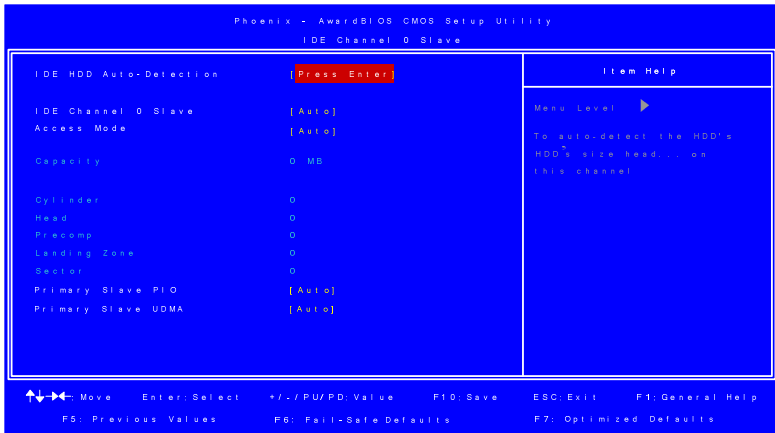 Phoenix - AwardBIOS CMOS Setup Utility
IDE Channel 0 Slave
IDE HDD Auto-Detection [Press Enter]
IDE Channel 0 Slave [Auto]
Access Mode [Auto]
Capacity 0 MB
Cylinder 0
Head 0
Precomp 0
Landing Zone 0
Sector 0
Primary Slave PIO [Auto]
Primary Slave UDMA [Auto]
Item Help
Menu Level
To auto-detect the HDD's
HDD's size head... on
this channel
: Move Enter: Select +/-/PU/PD: Value F10: Save ESC: Exit F1: General Help
F5: Previous Values F6: Fail-Safe Defaults F7: Optimized Defaults